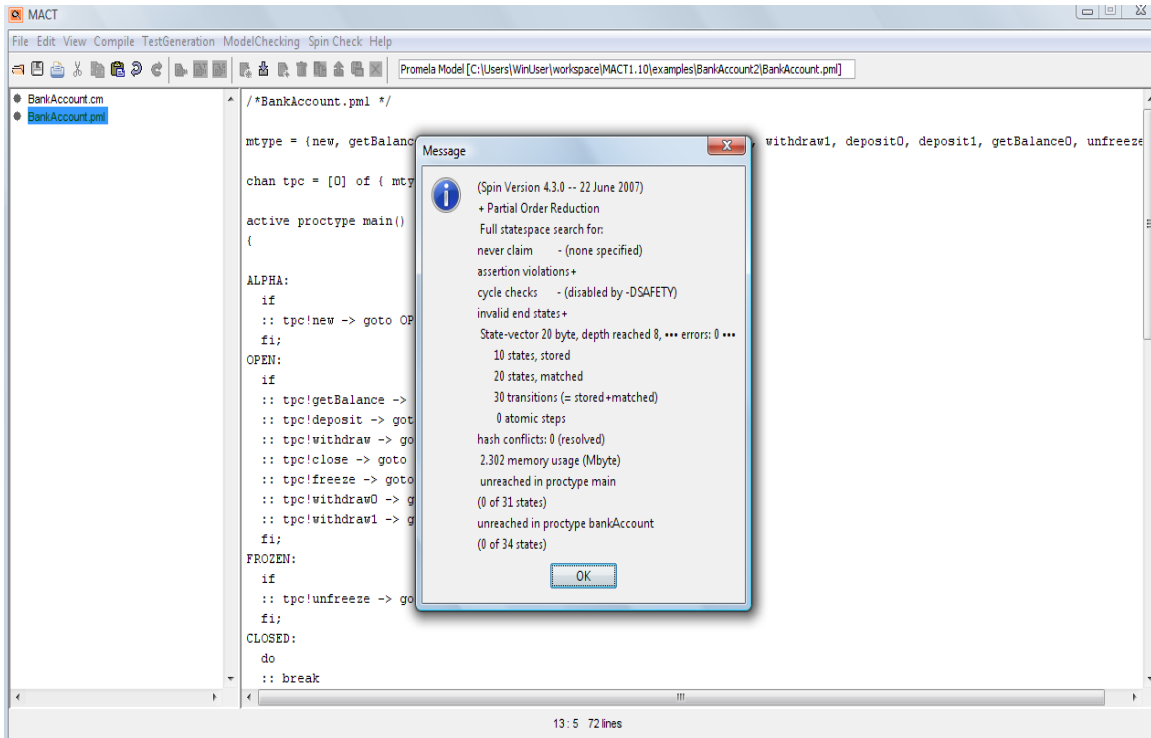 MACT
File Edit View Compile TestGeneration ModelChecking Spin Check Help
Promela Model [C:\Users\WinUser\workspace\MACT1.10\examples\BankAccount2\BankAccount.pml]
BankAccount.cm
BankAccount.pml
/*BankAccount.pml */
mtype = {new, getBalanc , withdraw1, deposit0, deposit1, getBalance0, unfreeze
chan tpc = [0] of { mty
active proctype main()
{
ALPHA:
if
:: tpc!new -> goto OP
fi;
OPEN:
if
:: tpc!getBalance ->
:: tpc!deposit -> got
:: tpc!withdraw -> go
:: tpc!close -> goto
:: tpc!freeze -> goto
:: tpc!withdraw0 -> g
:: tpc!withdraw1 -> g
fi;
FROZEN:
if
:: tpc!unfreeze -> go
fi;
CLOSED:
do
:: break
Message
(Spin Version 4.3.0 -- 22 June 2007)
+ Partial Order Reduction
Full statespace search for:
never claim - (none specified)
assertion violations+
cycle checks - (disabled by -DSAFETY)
invalid end states+
State-vector 20 byte, depth reached 8, ••• errors: 0 •••
10 states, stored
20 states, matched
30 transitions (= stored+matched)
0 atomic steps
hash conflicts: 0 (resolved)
2.302 memory usage (Mbyte)
unreached in proctype main
(0 of 31 states)
unreached in proctype bankAccount
(0 of 34 states)
OK
13 : 5 72 lines